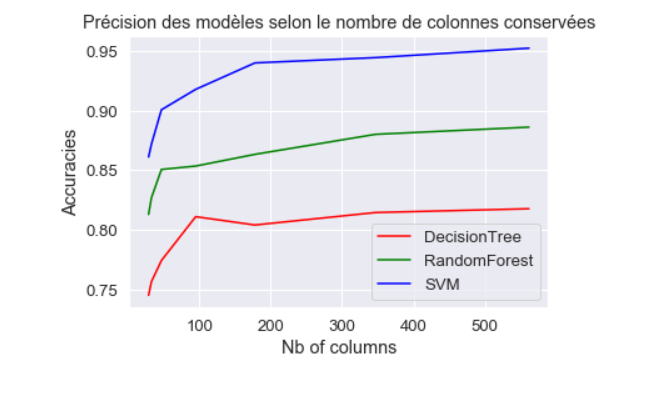 Précision des modèles selon le nombre de colonnes conservées
0.95
0.90
0.85
0.80
0.75
Accuracies
100 200 300 400 500
Nb of columns
DecisionTree
RandomForest
SVM